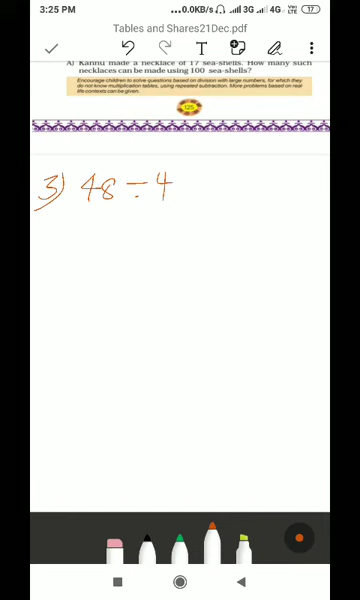 3:25 PM ...0.0KB/s 3G 4G VoLTE 17
Tables and Shares21Dec.pdf
T
A) Kannu made a necklace of 17 sea-shells. How many such
necklaces can be made using 100 sea-shells?
Encourage children to solve questions based on division with large numbers, for which they
do not know multiplication tables, using repeated subtraction. More problems based on real
life contexts can be given.
125
3) 48 ÷ 4